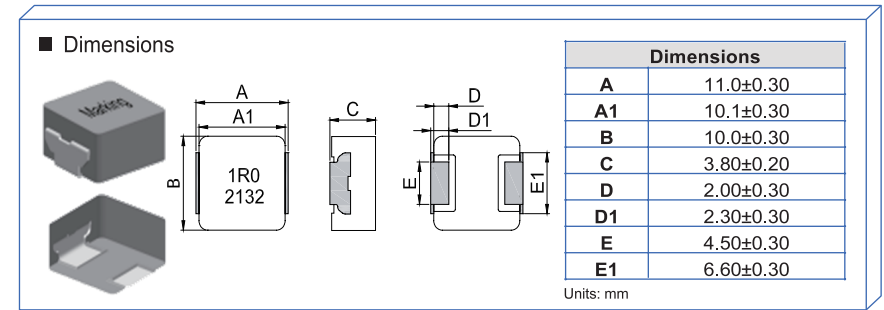 ■ Dimensions
Marking
A
A1
B
1R0
2132
C
D
D1
E
E1
Dimensions
A 11.0±0.30
A1 10.1±0.30
B 10.0±0.30
C 3.80±0.20
D 2.00±0.30
D1 2.30±0.30
E 4.50±0.30
E1 6.60±0.30
Units: mm